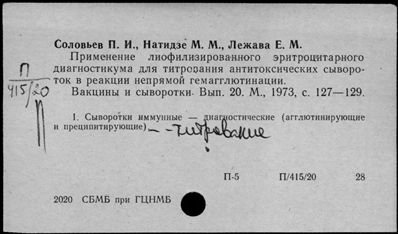 Соловьев П. И., Натидзе М. М., Лежава Е. М.
Применение лиофилизированного эритроцитарного
диагностикума для титрования антитоксических сыворо-
ток в реакции непрямой гемагглютинации.
Вакцины и сыворотки. Вып. 20. М., 1973, с. 127—129.
П
415/20
1. Сыворотки иммунные — диагностические (агглютинирующие
и преципитирующие) — - титрование
П-5 П/415/20 28
2020 СБМБ при ГЦНМБ